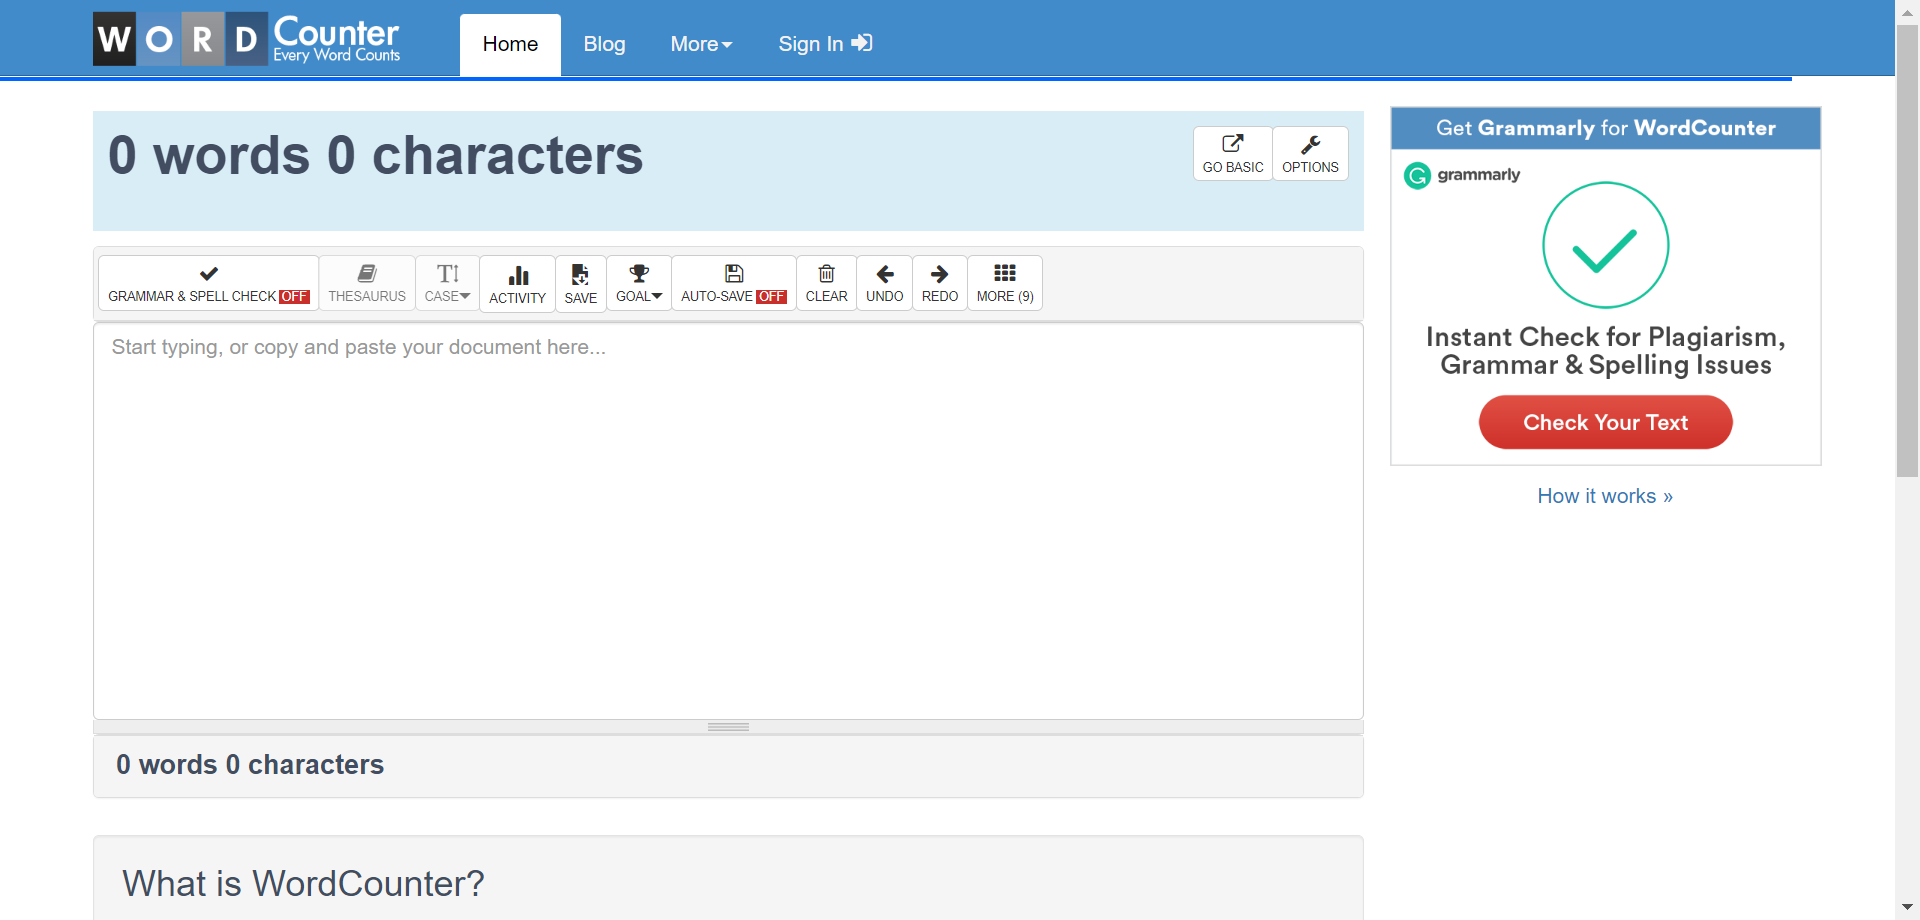 WORD Counter
Every Word Counts
Home
Blog
More
Sign In
0 words 0 characters
GO BASIC
OPTIONS
GRAMMAR & SPELL CHECK OFF
THESAURUS
CASE
ACTIVITY
SAVE
GOAL
AUTO-SAVE OFF
CLEAR
UNDO
REDO
MORE (9)
Start typing, or copy and paste your document here...
0 words 0 characters
What is WordCounter?
Get Grammarly for WordCounter
grammarly
Instant Check for Plagiarism,
Grammar & Spelling Issues
Check Your Text
How it works »